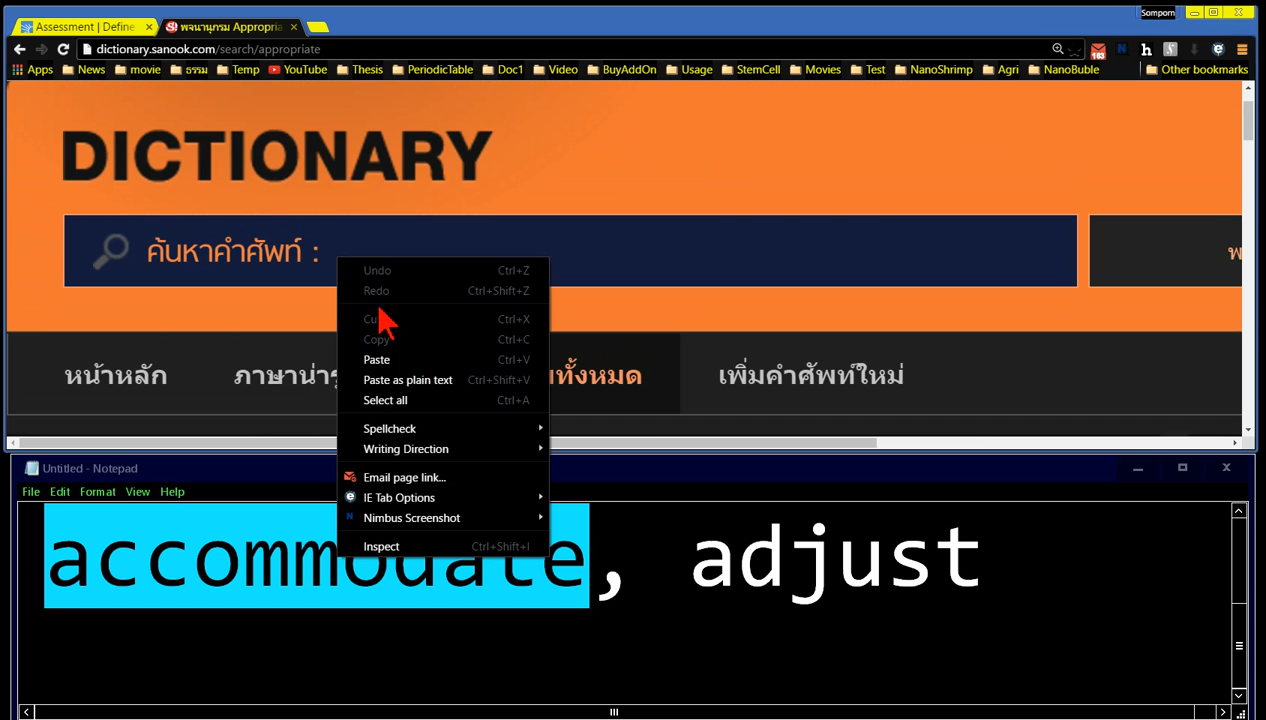 Somporn
Assessment | Define
พจนานุกรม Appropria
dictionary.sanook.com/search/appropriate
163
Apps News movie ธรรม Temp YouTube Thesis PeriodicTable Doc1 Video BuyAddOn Usage StemCell Movies Test NanoShrimp Agri NanoBuble Other bookmarks
DICTIONARY
ค้นหาคำศัพท์ :
Undo Ctrl+Z
Redo Ctrl+Shift+Z
Ctrl+X
Copy Ctrl+C
Paste Ctrl+V
Paste as plain text Ctrl+Shift+V
Select all Ctrl+A
Spellcheck
Writing Direction
Email page link...
IE Tab Options
Nimbus Screenshot
Inspect Ctrl+Shift+I
หน้าหลัก ทั้งหมด เพิ่มคำศัพท์ใหม่
Untitled - Notepad
File Edit Format View Help
accommodate, adjust